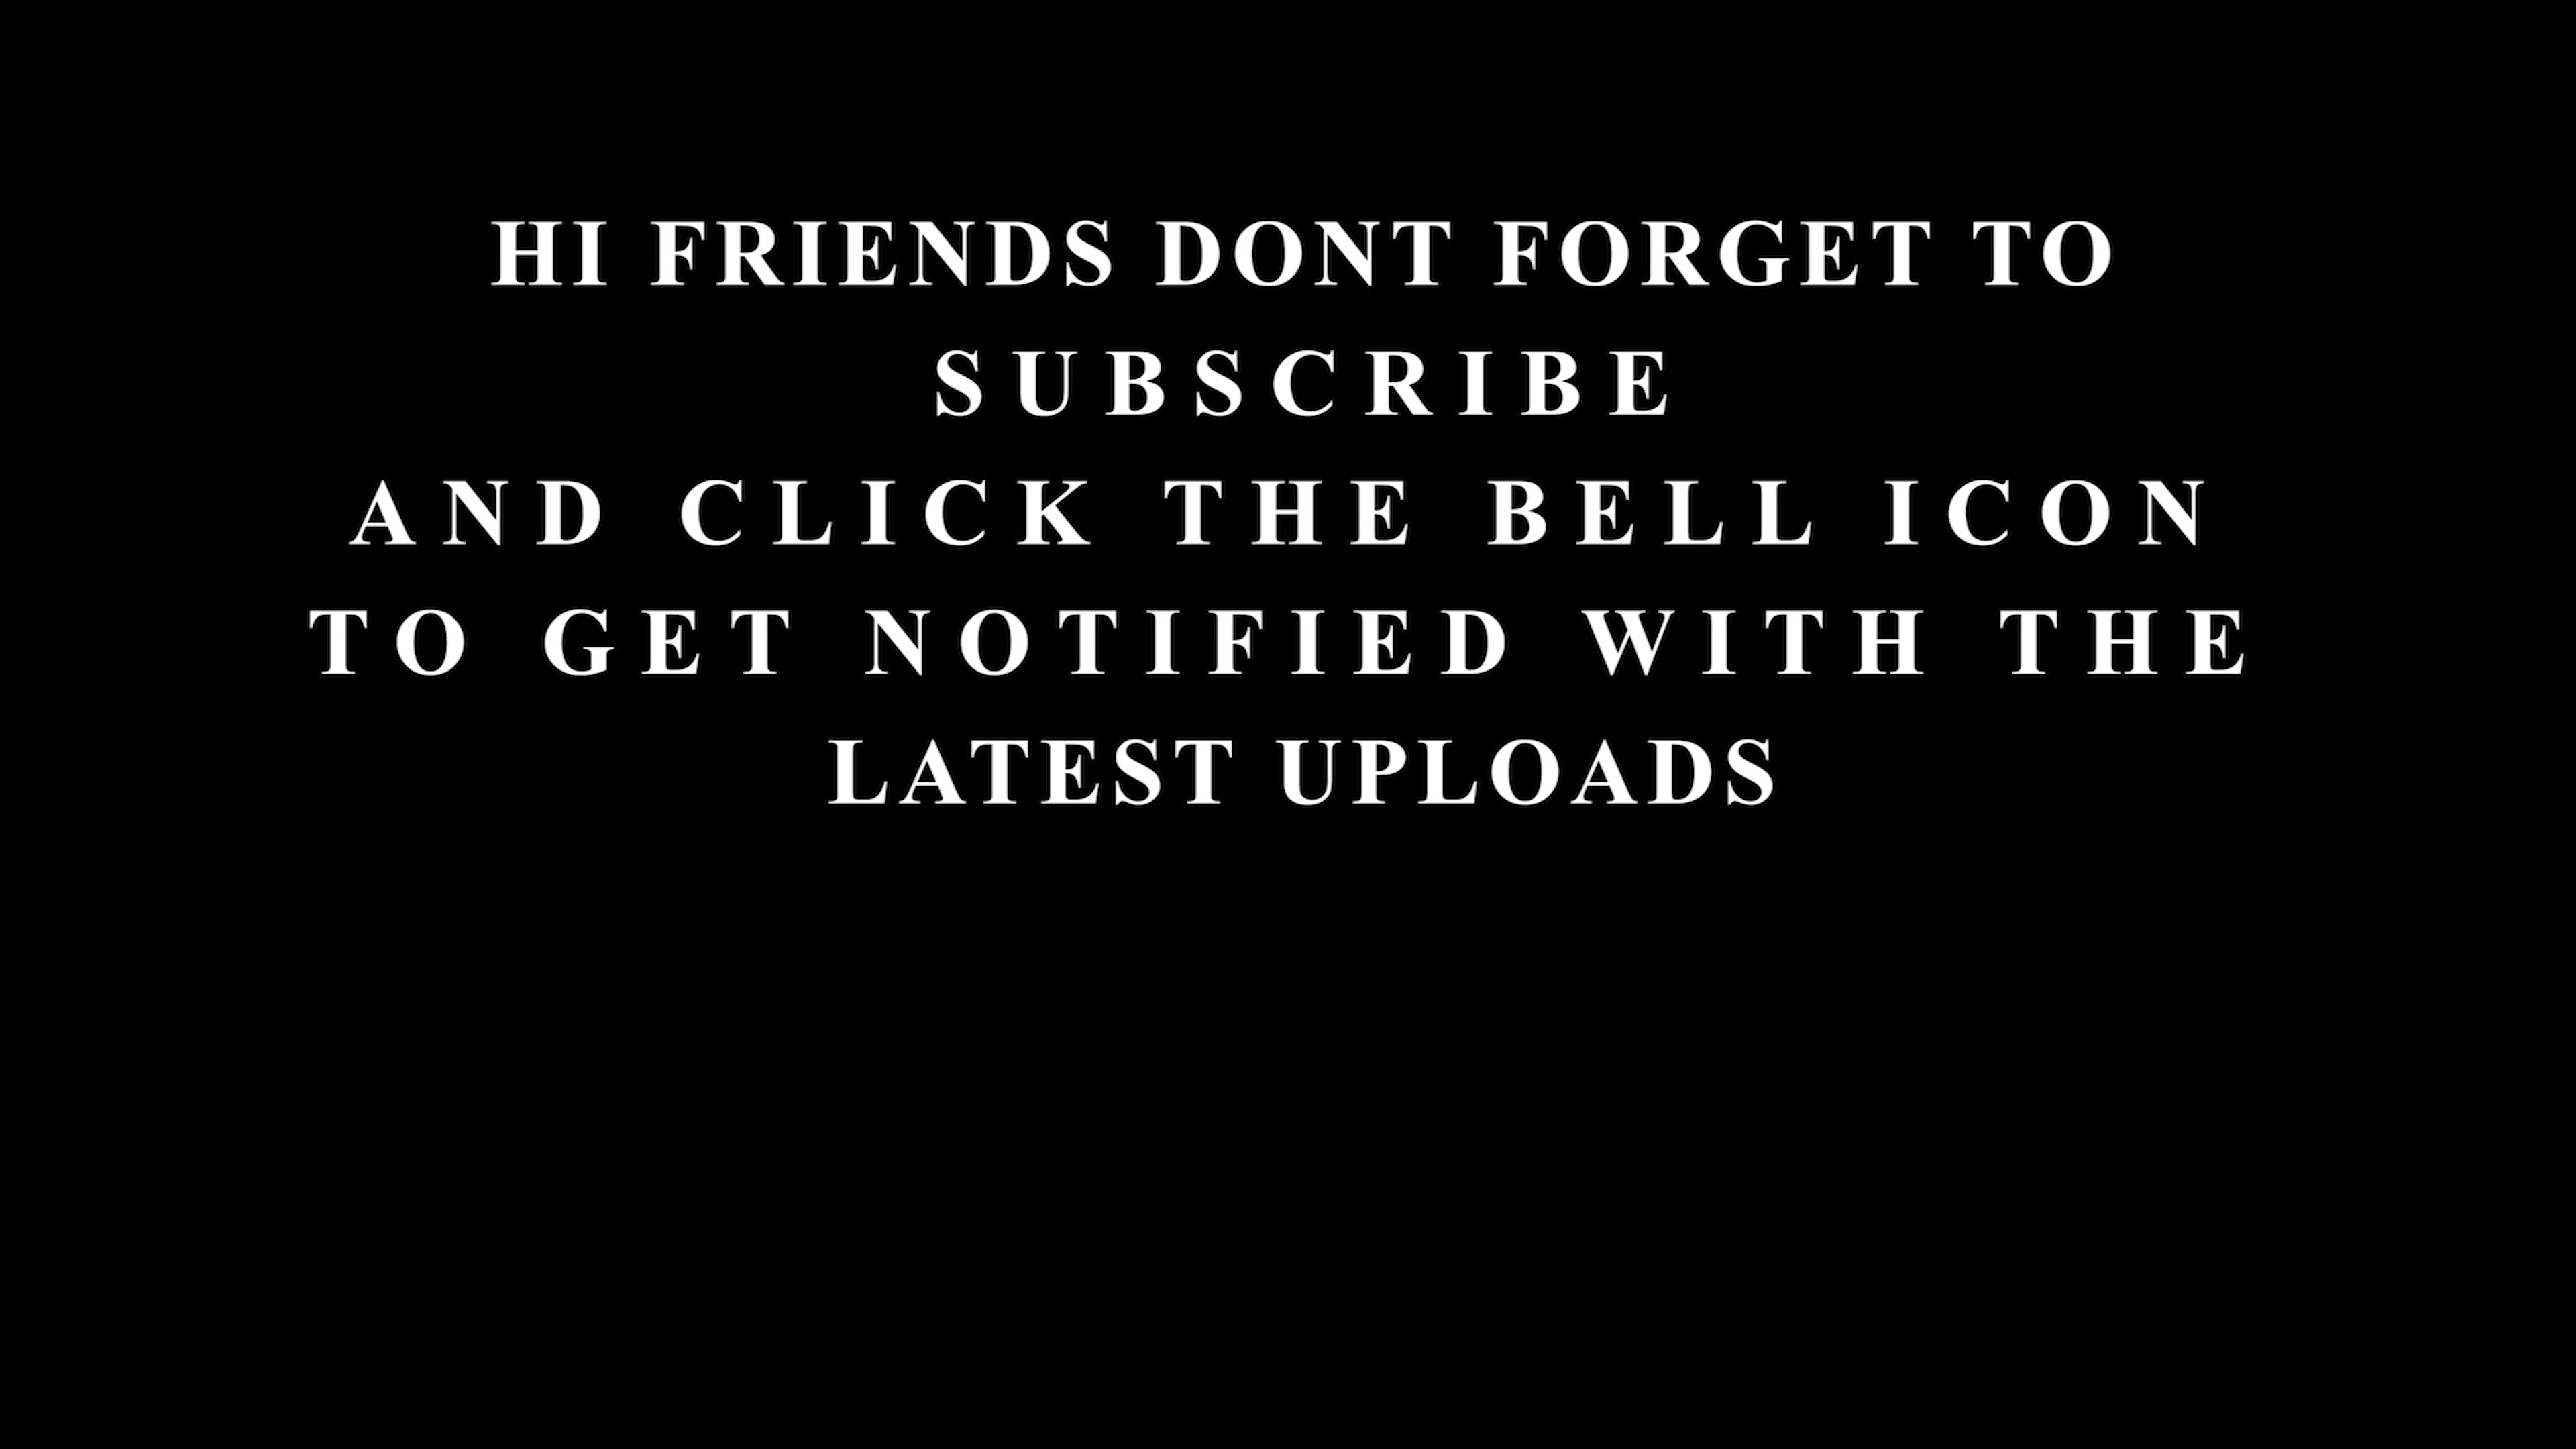 HI FRIENDS DONT FORGET TO
SUBSCRIBE
AND CLICK THE BELL ICON
TO GET NOTIFIED WITH THE
LATEST UPLOADS